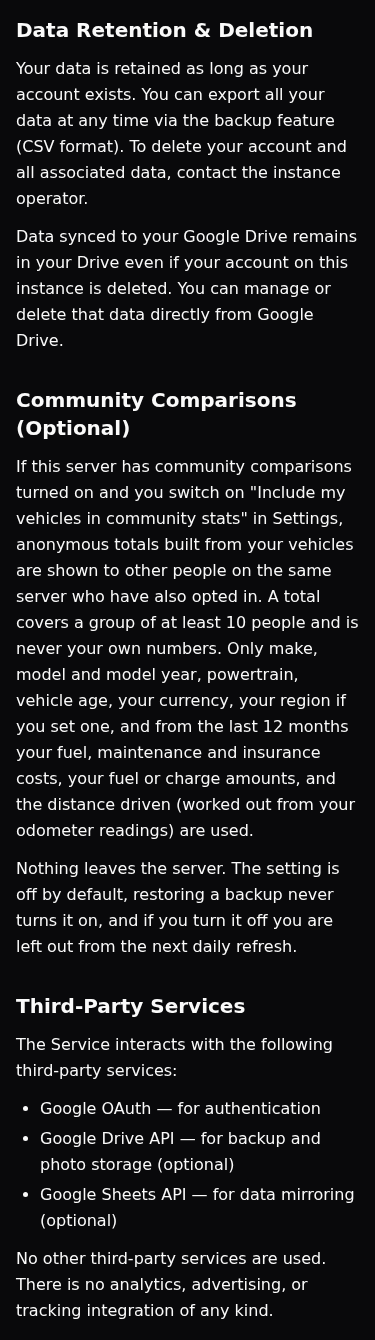 Data Retention & Deletion
Your data is retained as long as your
account exists. You can export all your
data at any time via the backup feature
(CSV format). To delete your account and
all associated data, contact the instance
operator.
Data synced to your Google Drive remains
in your Drive even if your account on this
instance is deleted. You can manage or
delete that data directly from Google
Drive.
Community Comparisons
(Optional)
If this server has community comparisons
turned on and you switch on "Include my
vehicles in community stats" in Settings,
anonymous totals built from your vehicles
are shown to other people on the same
server who have also opted in. A total
covers a group of at least 10 people and is
never your own numbers. Only make,
model and model year, powertrain,
vehicle age, your currency, your region if
you set one, and from the last 12 months
your fuel, maintenance and insurance
costs, your fuel or charge amounts, and
the distance driven (worked out from your
odometer readings) are used.
Nothing leaves the server. The setting is
off by default, restoring a backup never
turns it on, and if you turn it off you are
left out from the next daily refresh.
Third-Party Services
The Service interacts with the following
third-party services:
• Google OAuth — for authentication
• Google Drive API — for backup and
photo storage (optional)
• Google Sheets API — for data mirroring
(optional)
No other third-party services are used.
There is no analytics, advertising, or
tracking integration of any kind.